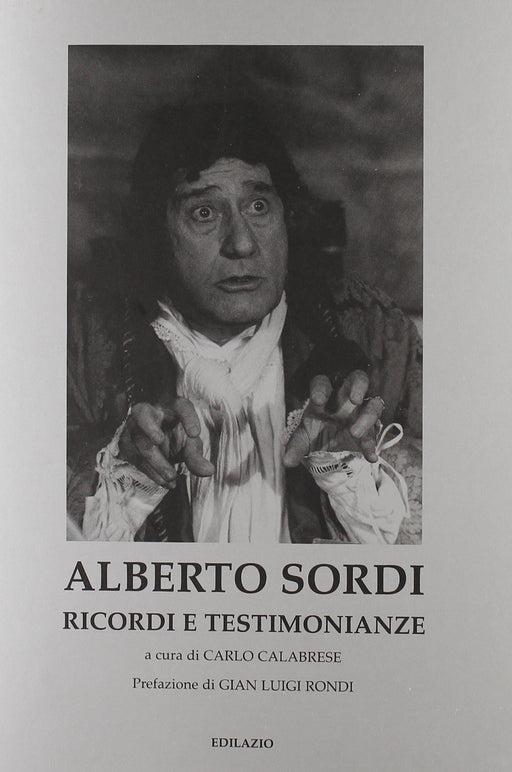 ALBERTO SORDI
RICORDI E TESTIMONIANZE
a cura di CARLO CALABRESE
Prefazione di GIAN LUIGI RONDI
EDILAZIO